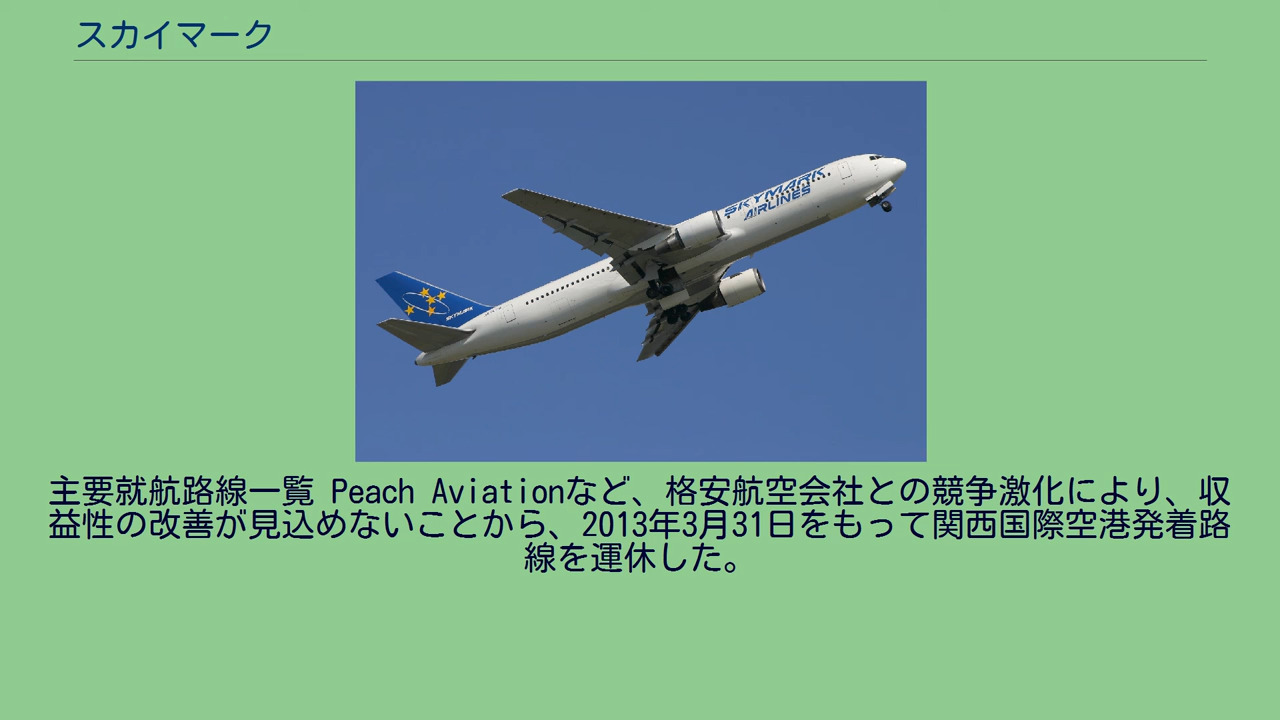 スカイマーク
SKYMARK
AIRLINES
SKYMARK
主要就航路線一覧 Peach Aviationなど、格安航空会社との競争激化により、収
益性の改善が見込めないことから、2013年3月31日をもって関西国際空港発着路
線を運休した。